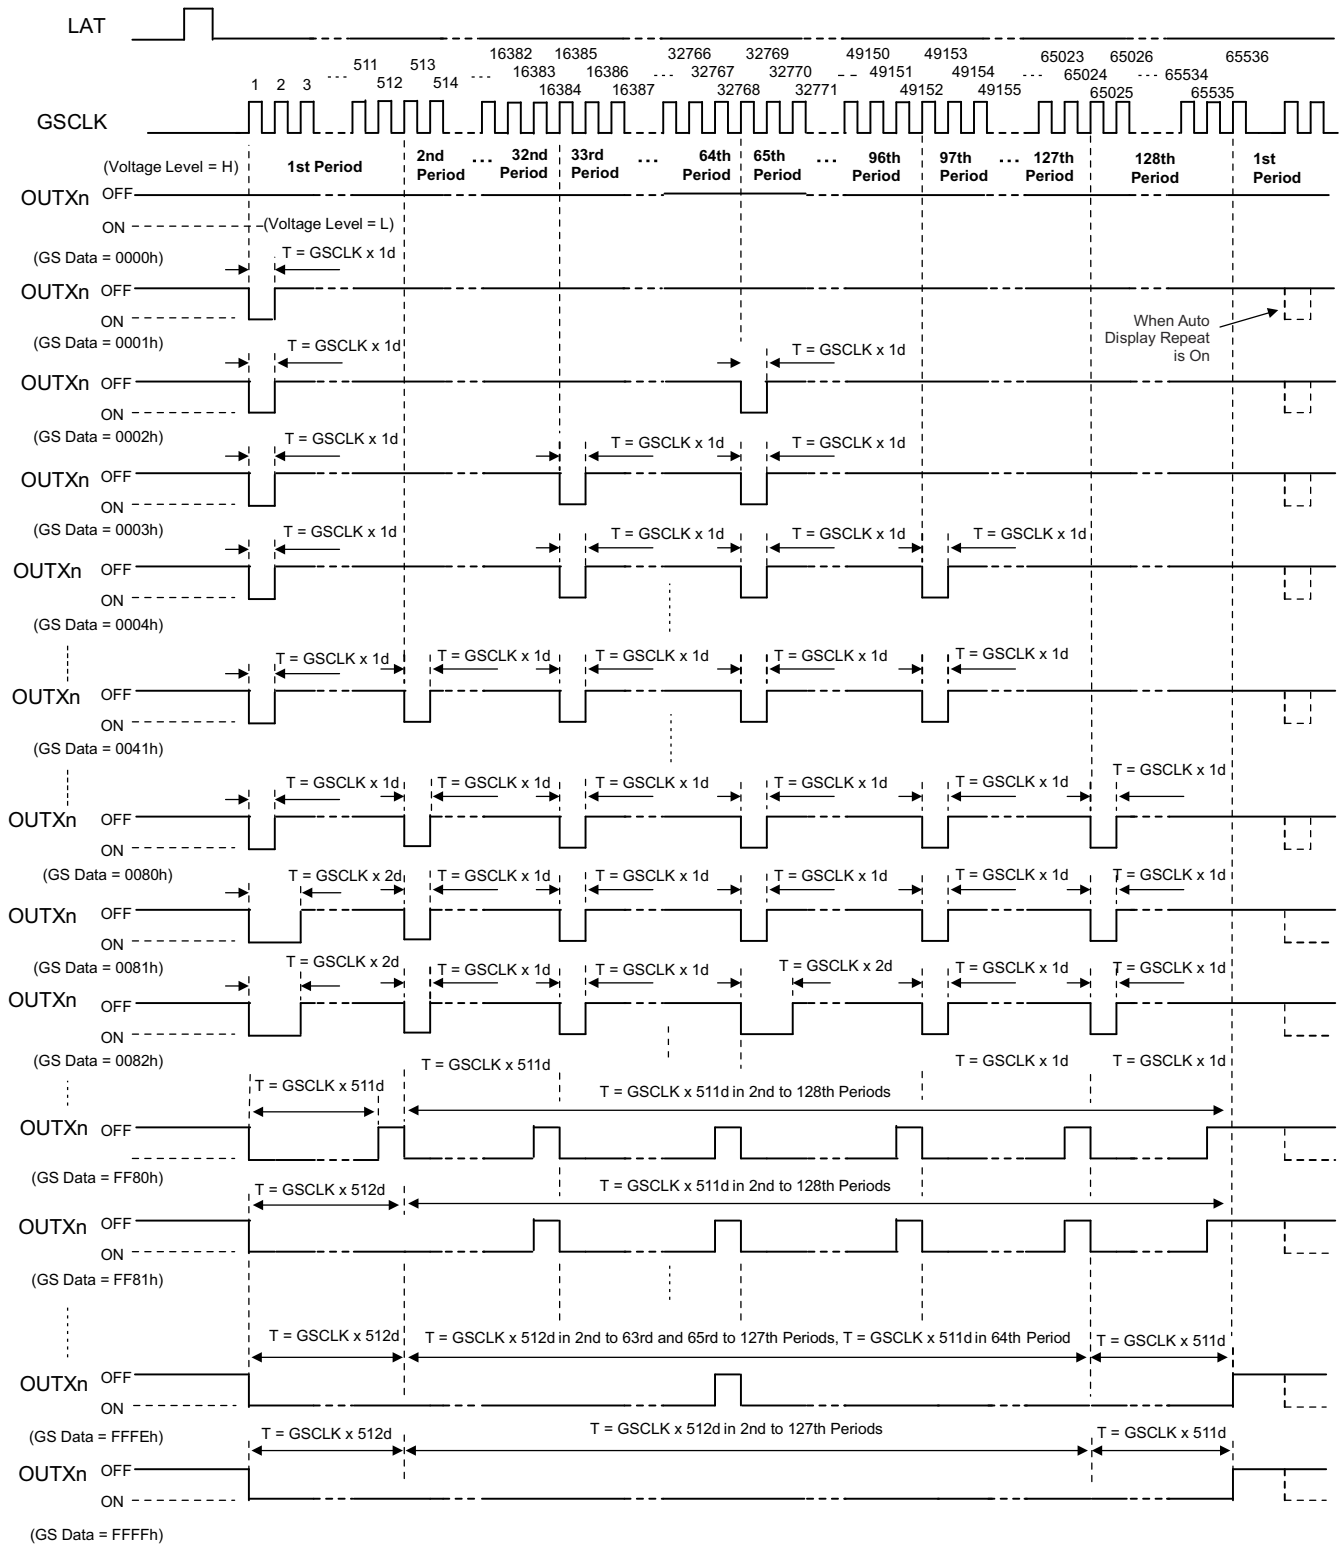 LAT
16382 16385 32766 32769 49150 49153 65023 65026 65536
511 513 16383 16386 ... 32767 32770 -- 49151 49154 ... 65024 ... 65534
1 2 3 ... 512 514 ... 16384 16387 32768 32771 49152 49155 65025 65535
GSCLK
(Voltage Level = H) 1st Period 2nd Period ... 32nd Period 33rd Period ... 64th Period 65th Period ... 96th Period 97th Period ... 127th Period 128th Period 1st Period
OUTXn OFF
ON (Voltage Level = L)
(GS Data = 0000h) T = GSCLK x 1d
OUTXn OFF
ON
When Auto
Display Repeat
is On
(GS Data = 0001h) T = GSCLK x 1d T = GSCLK x 1d
OUTXn OFF
ON
(GS Data = 0002h) T = GSCLK x 1d T = GSCLK x 1d T = GSCLK x 1d
OUTXn OFF
ON
(GS Data = 0003h) T = GSCLK x 1d T = GSCLK x 1d T = GSCLK x 1d T = GSCLK x 1d
OUTXn OFF
ON
(GS Data = 0004h)
T = GSCLK x 1d T = GSCLK x 1d T = GSCLK x 1d T = GSCLK x 1d T = GSCLK x 1d
OUTXn OFF
ON
(GS Data = 0041h)
T = GSCLK x 1d T = GSCLK x 1d T = GSCLK x 1d T = GSCLK x 1d T = GSCLK x 1d T = GSCLK x 1d
OUTXn OFF
ON
(GS Data = 0080h) T = GSCLK x 2d T = GSCLK x 1d T = GSCLK x 1d T = GSCLK x 1d T = GSCLK x 1d T = GSCLK x 1d
OUTXn OFF
ON
(GS Data = 0081h) T = GSCLK x 2d T = GSCLK x 1d T = GSCLK x 1d T = GSCLK x 2d T = GSCLK x 1d T = GSCLK x 1d
OUTXn OFF
ON
(GS Data = 0082h) T = GSCLK x 511d T = GSCLK x 1d T = GSCLK x 1d
T = GSCLK x 511d T = GSCLK x 511d in 2nd to 128th Periods
OUTXn OFF
(GS Data = FF80h)
T = GSCLK x 512d T = GSCLK x 511d in 2nd to 128th Periods
OUTXn OFF
ON
(GS Data = FF81h)
T = GSCLK x 512d T = GSCLK x 512d in 2nd to 63rd and 65rd to 127th Periods, T = GSCLK x 511d in 64th Period T = GSCLK x 511d
OUTXn OFF
ON
(GS Data = FFFEh) T = GSCLK x 512d T = GSCLK x 512d in 2nd to 127th Periods T = GSCLK x 511d
OUTXn OFF
ON
(GS Data = FFFFh)